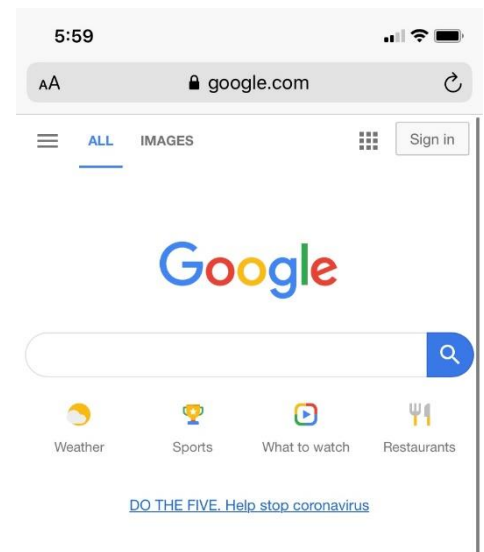 5:59
AA google.com
ALL IMAGES Sign in
Google
Weather Sports What to watch Restaurants
DO THE FIVE. Help stop coronavirus